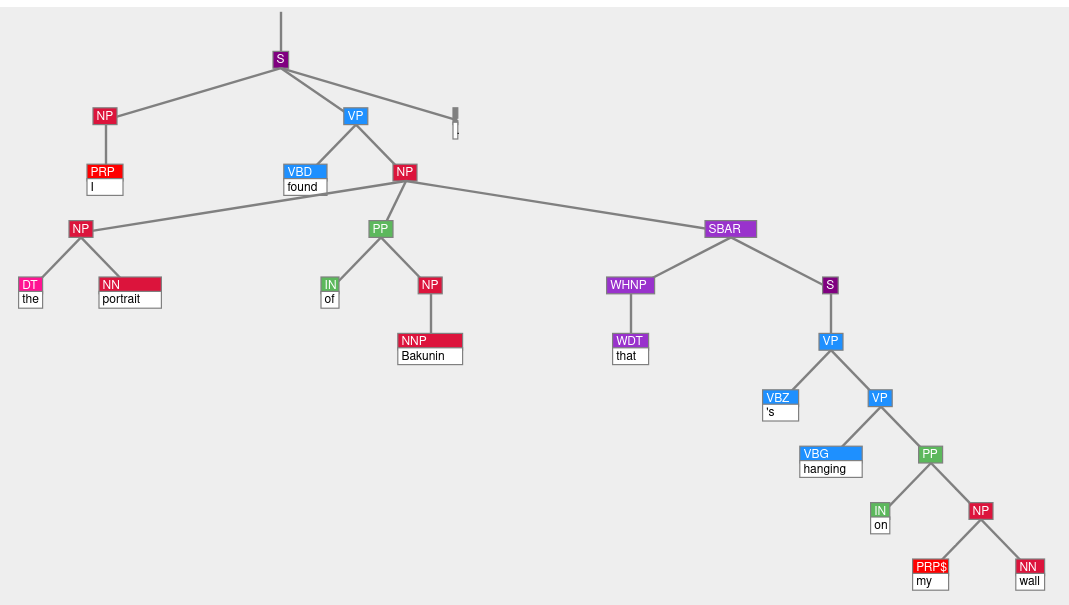 S
NP VP .
PRP VBD NP
I found
NP PP SBAR
DT NN IN NP WHNP S
the portrait of
NNP WDT VP
Bakunin that
VBZ VP
's
VBG PP
hanging
IN NP
on
PRP$ NN
my wall